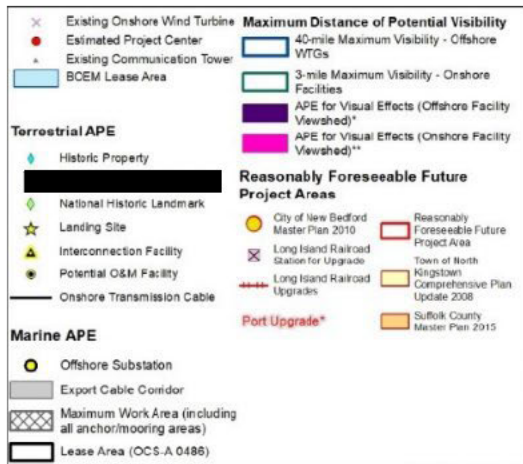 Existing Onshore Wind Turbine
Estimated Project Center
Existing Communication Tower
BOEM Lease Area
Terrestrial APE
Historic Property
National Historic Landmark
Landing Site
Interconnection Facility
Potential O&M Facility
Onshore Transmission Cable
Marine APE
Offshore Substation
Export Cable Corridor
Maximum Work Area (including
all anchor/mooring areas)
Lease Area (OCS-A 0486)
Maximum Distance of Potential Visibility
40-mile Maximum Visibility - Offshore
WTGs
3-mile Maximum Visibility - Onshore
Facilities
APE for Visual Effects (Offshore Facility
Viewshed)*
APE for Visual Effects (Onshore Facility
Viewshed)**
Reasonably Foreseeable Future
Project Areas
City of New Bedford
Master Plan 2010
Long Island Railroad
Station for Upgrade
Long Island Railroad
Upgrades
Port Upgrade*
Reasonably
Foreseeable Future
Project Area
Town of North
Kingstown
Comprehensive Plan
Update 2008
Suffolk County
Master Plan 2015